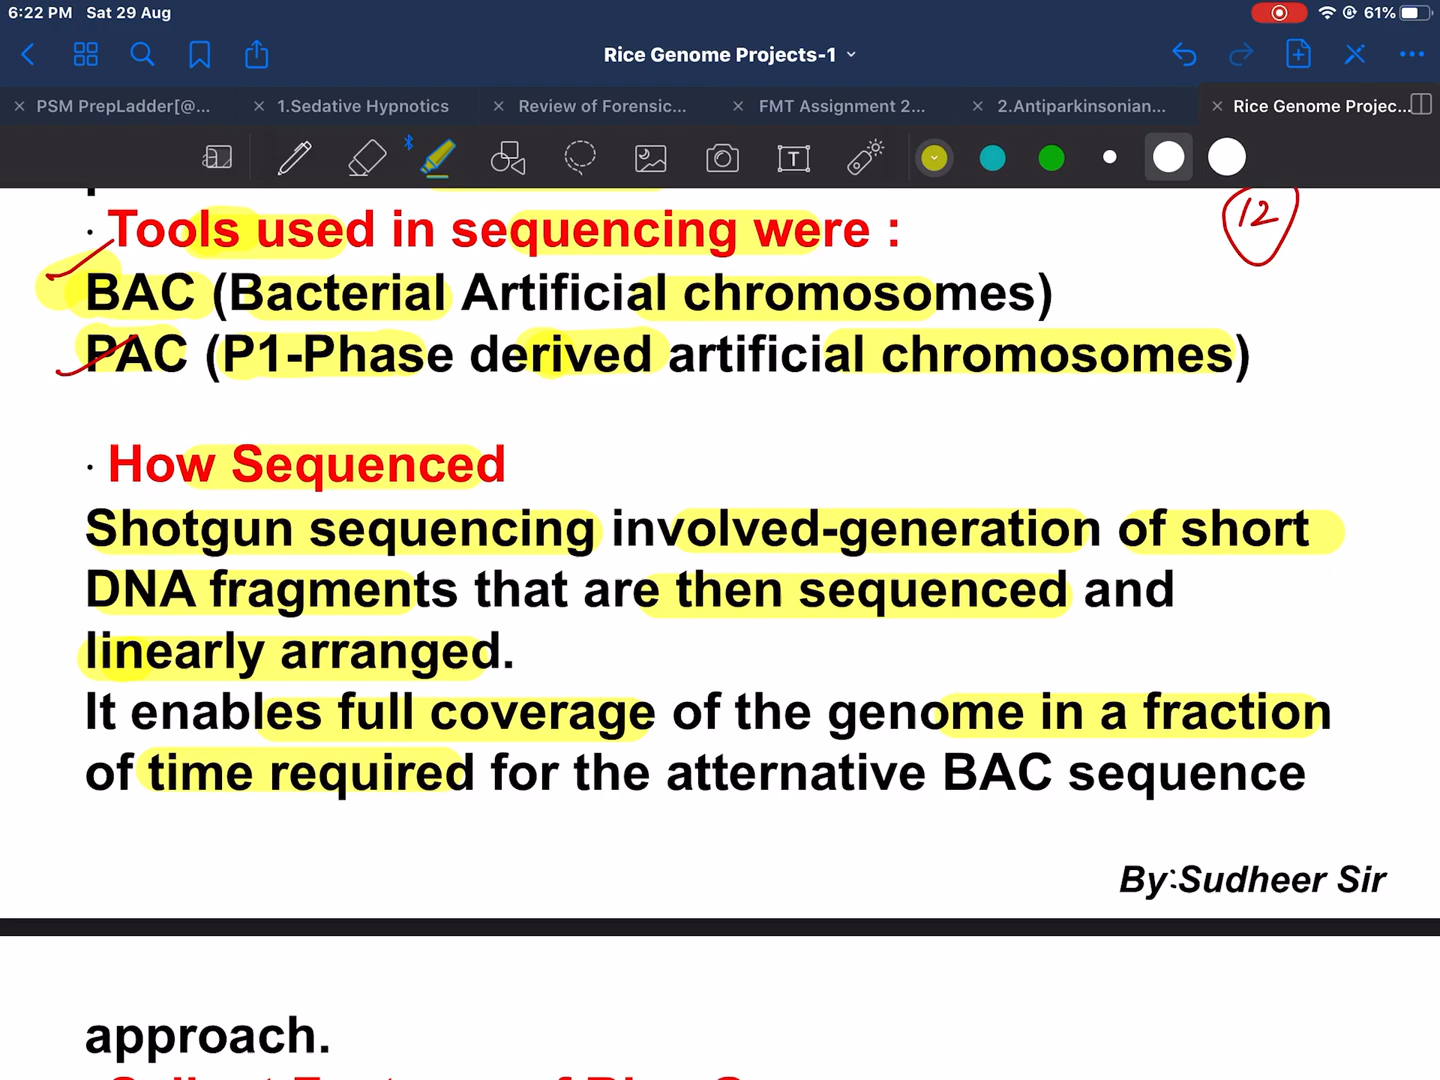 6:22 PM Sat 29 Aug 61%
Rice Genome Projects-1
PSM PrepLadder[@... 1.Sedative Hypnotics Review of Forensic... FMT Assignment 2... 2.Antiparkinsonian... Rice Genome Projec...
T
12
· Tools used in sequencing were :
BAC (Bacterial Artificial chromosomes)
PAC (P1-Phase derived artificial chromosomes)
· How Sequenced
Shotgun sequencing involved-generation of short
DNA fragments that are then sequenced and
linearly arranged.
It enables full coverage of the genome in a fraction
of time required for the atternative BAC sequence
By:Sudheer Sir
approach.